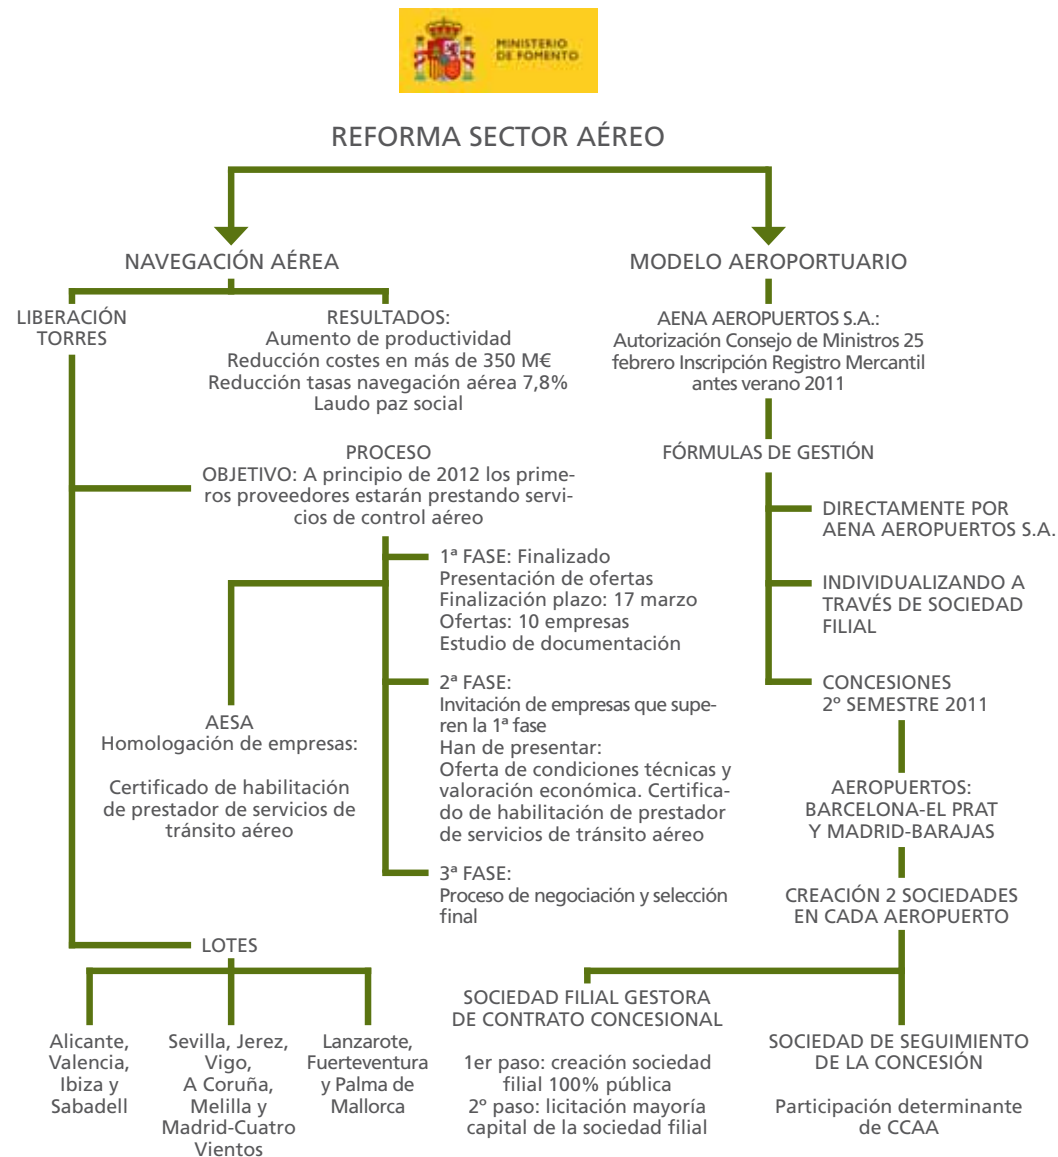 MINISTERIO
DE FOMENTO
REFORMA SECTOR AÉREO
NAVEGACIÓN AÉREA
LIBERACIÓN
TORRES
RESULTADOS:
Aumento de productividad
Reducción costes en más de 350 M€
Reducción tasas navegación aérea 7,8%
Laudo paz social
PROCESO
OBJETIVO: A principio de 2012 los prime-
ros proveedores estarán prestando servi-
cios de control aéreo
1ª FASE: Finalizado
Presentación de ofertas
Finalización plazo: 17 marzo
Ofertas: 10 empresas
Estudio de documentación
2ª FASE:
Invitación de empresas que supe-
ren la 1ª fase
Han de presentar:
Oferta de condiciones técnicas y
valoración económica. Certifica-
do de habilitación de prestador
de servicios de tránsito aéreo
3ª FASE:
Proceso de negociación y selección
final
AESA
Homologación de empresas:
Certificado de habilitación
de prestador de servicios de
tránsito aéreo
LOTES
Alicante,
Valencia,
Ibiza y
Sabadell
Sevilla, Jerez,
Vigo,
A Coruña,
Melilla y
Madrid-Cuatro
Vientos
Lanzarote,
Fuerteventura
y Palma de
Mallorca
MODELO AEROPORTUARIO
AENA AEROPUERTOS S.A.:
Autorización Consejo de Ministros 25
febrero Inscripción Registro Mercantil
antes verano 2011
FÓRMULAS DE GESTIÓN
DIRECTAMENTE POR
AENA AEROPUERTOS S.A.
INDIVIDUALIZANDO A
TRAVÉS DE SOCIEDAD
FILIAL
CONCESIONES
2º SEMESTRE 2011
AEROPUERTOS:
BARCELONA-EL PRAT
Y MADRID-BARAJAS
CREACIÓN 2 SOCIEDADES
EN CADA AEROPUERTO
SOCIEDAD FILIAL GESTORA
DE CONTRATO CONCESIONAL
1er paso: creación sociedad
filial 100% pública
2º paso: licitación mayoría
capital de la sociedad filial
SOCIEDAD DE SEGUIMIENTO
DE LA CONCESIÓN
Participación determinante
de CCAA